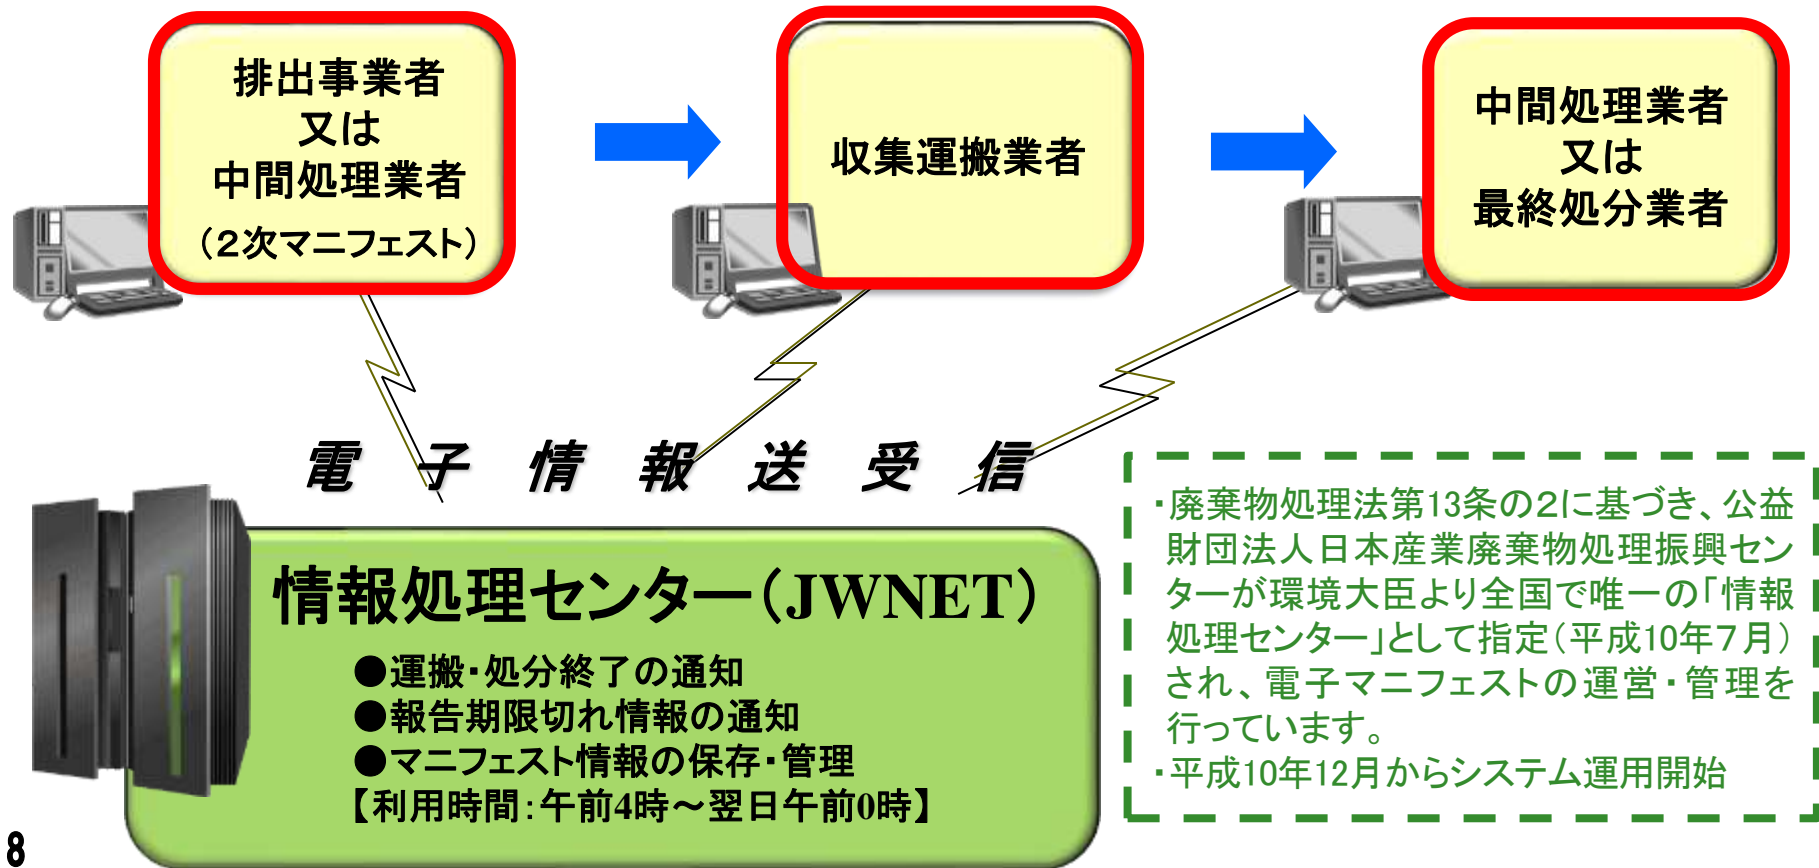 排出事業者
又は
中間処理業者
（２次マニフェスト）
収集運搬業者
中間処理業者
又は
最終処分業者
電子情報送受信
情報処理センター（JWNET）
●運搬・処分終了の通知
●報告期限切れ情報の通知
●マニフェスト情報の保存・管理
【利用時間：午前4時～翌日午前0時】
・廃棄物処理法第13条の２に基づき、公益
財団法人日本産業廃棄物処理振興セン
ターが環境大臣より全国で唯一の「情報
処理センター」として指定（平成10年７月）
され、電子マニフェストの運営・管理を
行っています。
・平成10年12月からシステム運用開始
8